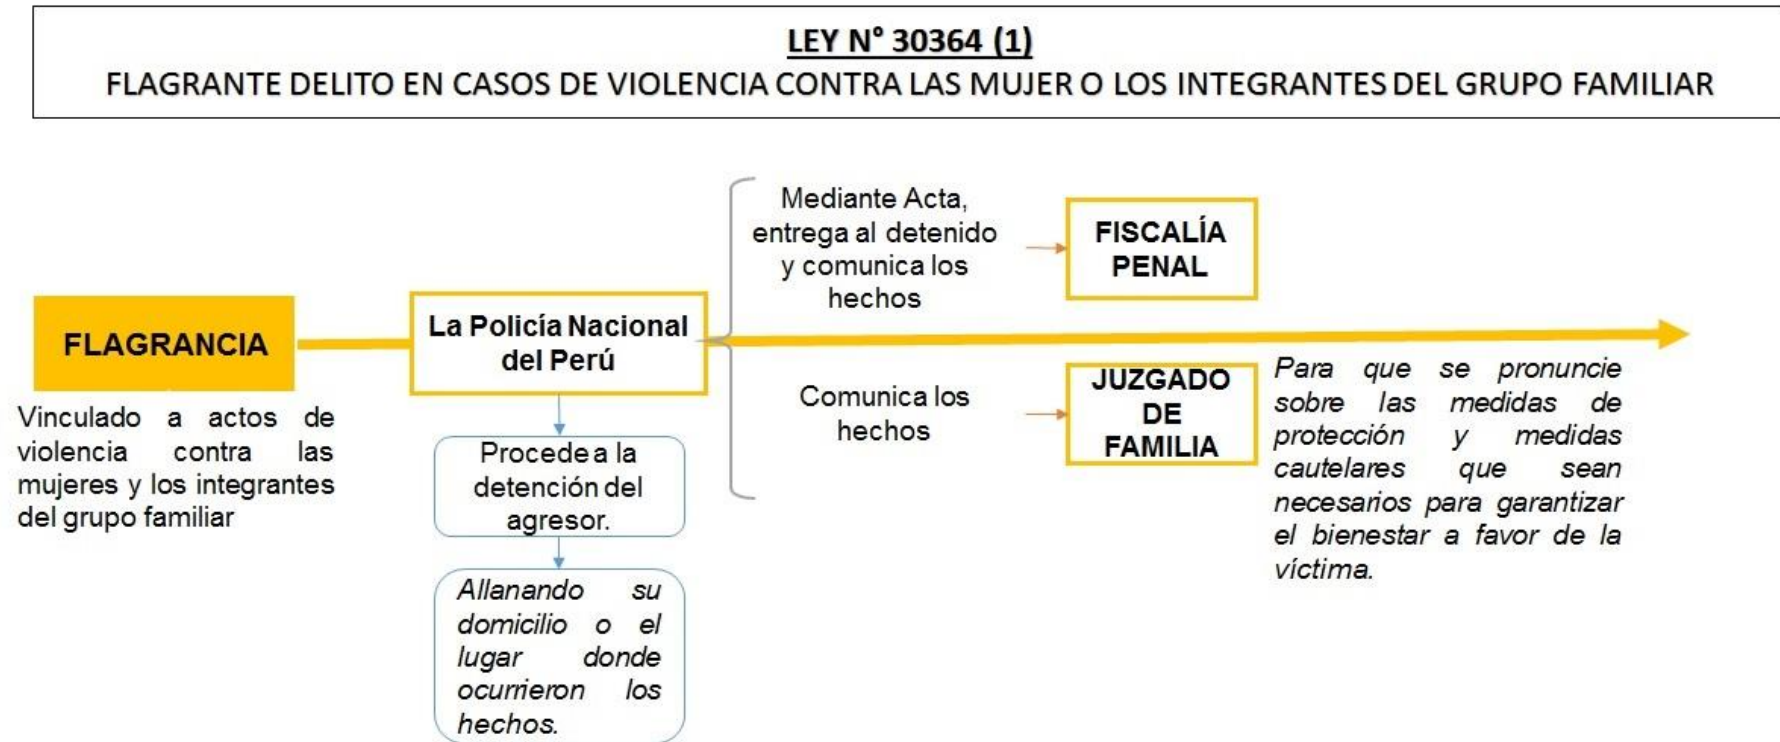 LEY N° 30364 (1)
FLAGRANTE DELITO EN CASOS DE VIOLENCIA CONTRA LAS MUJER O LOS INTEGRANTES DEL GRUPO FAMILIAR
FLAGRANCIA
Vinculado a actos de
violencia contra las
mujeres y los integrantes
del grupo familiar
La Policía Nacional
del Perú
Procede a la
detención del
agresor.
Allanando su
domicilio o el
lugar donde
ocurrieron los
hechos.
Mediante Acta,
entrega al detenido
y comunica los
hechos
FISCALÍA
PENAL
Comunica los
hechos
JUZGADO
DE
FAMILIA
Para que se pronuncie
sobre las medidas de
protección y medidas
cautelares que sean
necesarios para garantizar
el bienestar a favor de la
víctima.